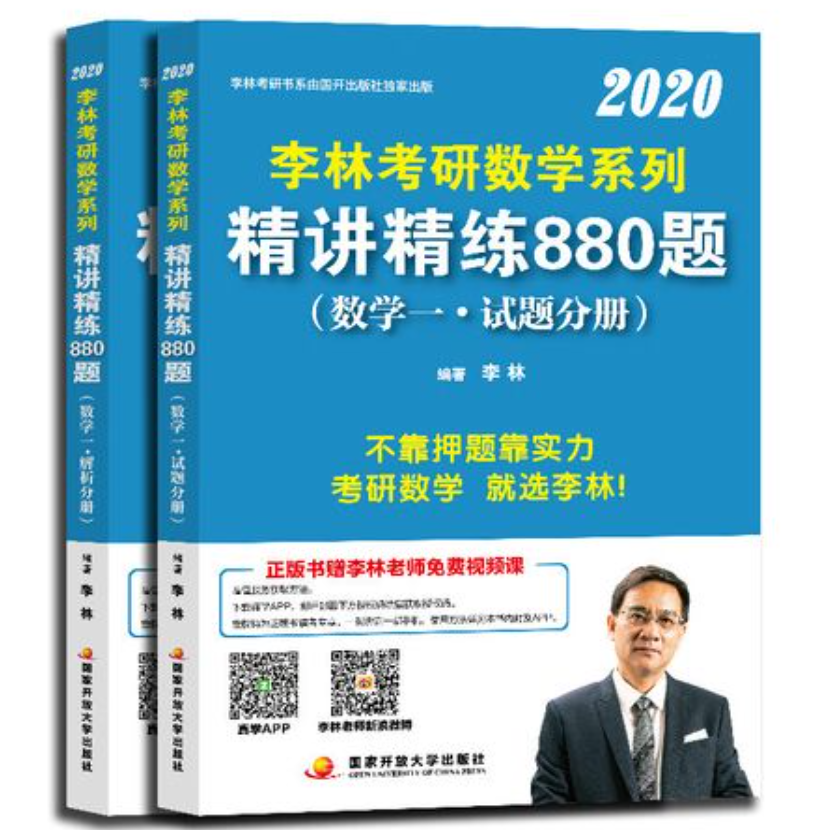 2020
李林考研数学系列
精讲精练880题
（数学一·解析分册）
编著 李林
国家开放大学出版社
2020
李林考研数学系列
精讲精练880题
（数学一·试题分册）
编著 李林
国家开放大学出版社
李林考研书系由国开出版社独家出版
2020
李林考研数学系列
精讲精练880题
（数学一·试题分册）
编著 李林
不靠押题靠实力
考研数学 就选李林!
正版书赠李林老师免费视频课
李林老师新浪微博
国家开放大学出版社
OPEN UNIVERSITY OF CHINA PRESS